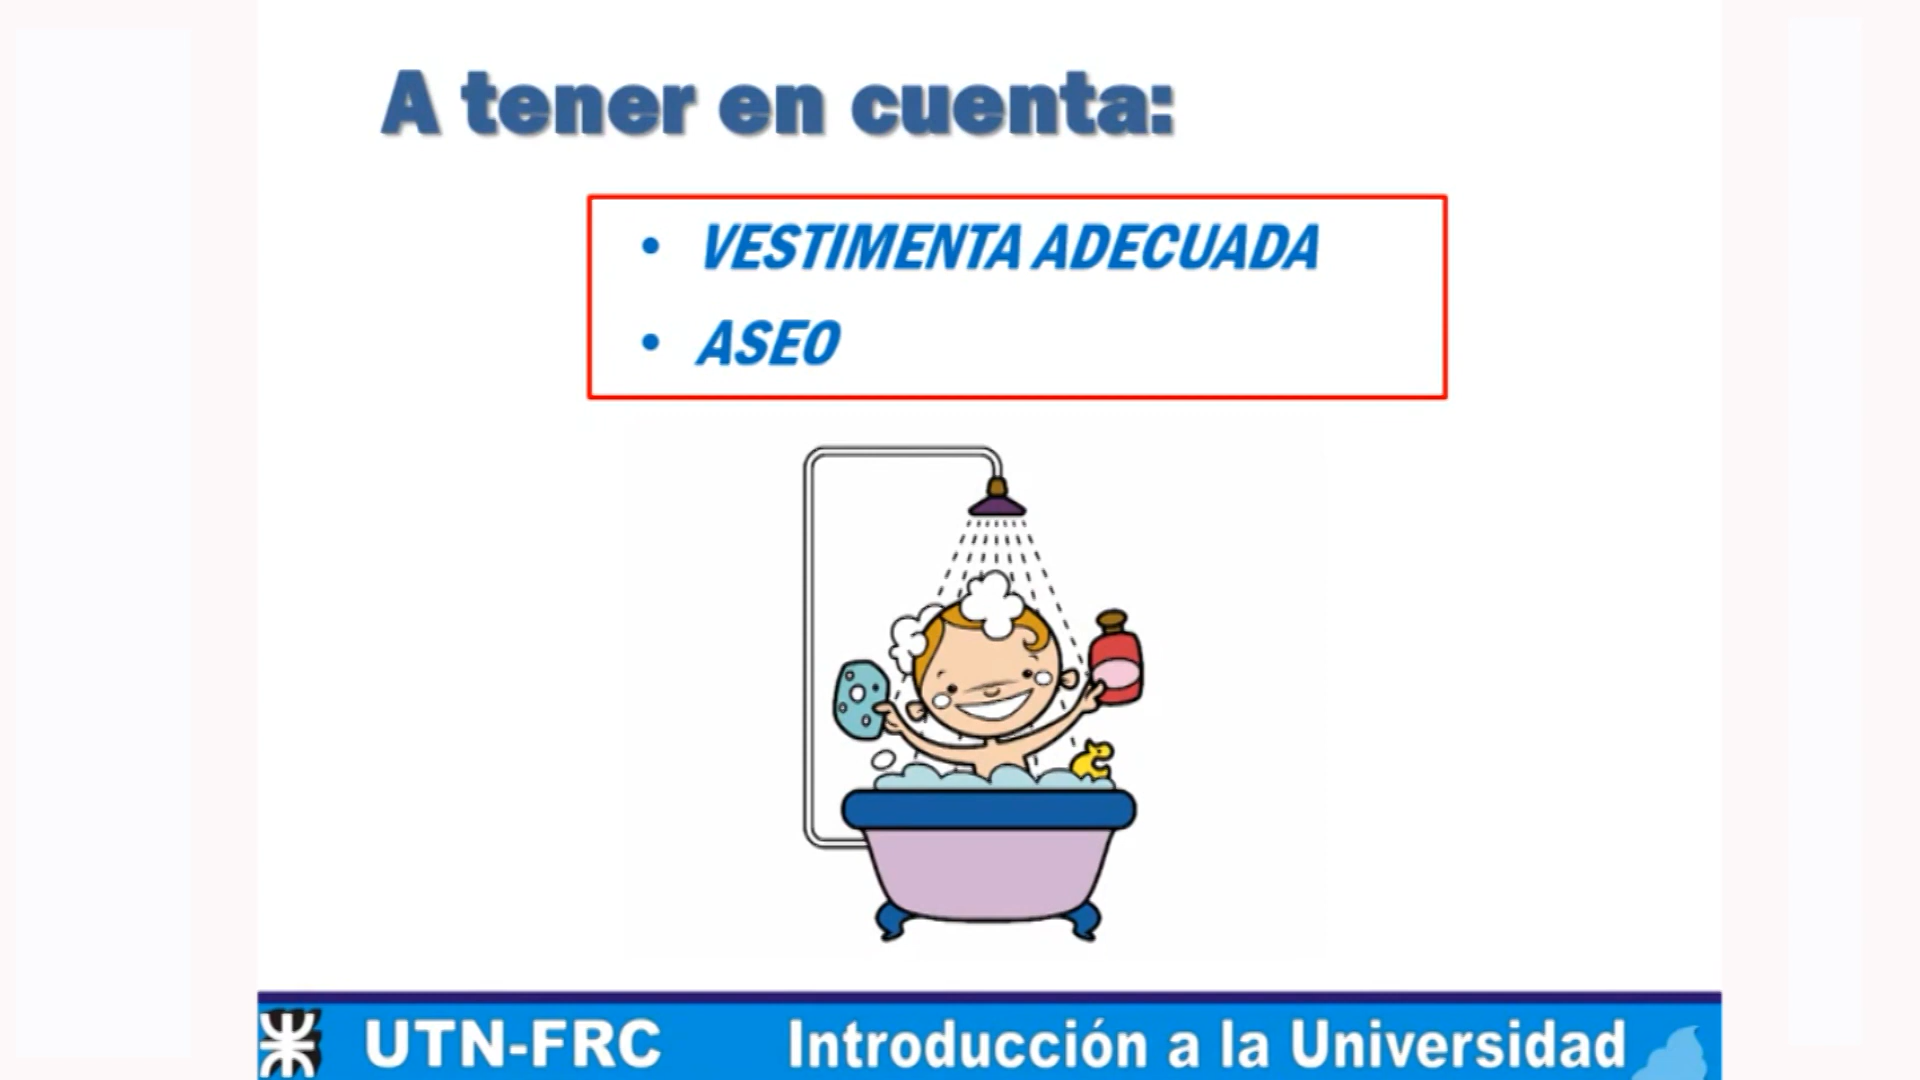 A tener en cuenta:
• VESTIMENTA ADECUADA
• ASEO
UTN-FRC Introducción a la Universidad